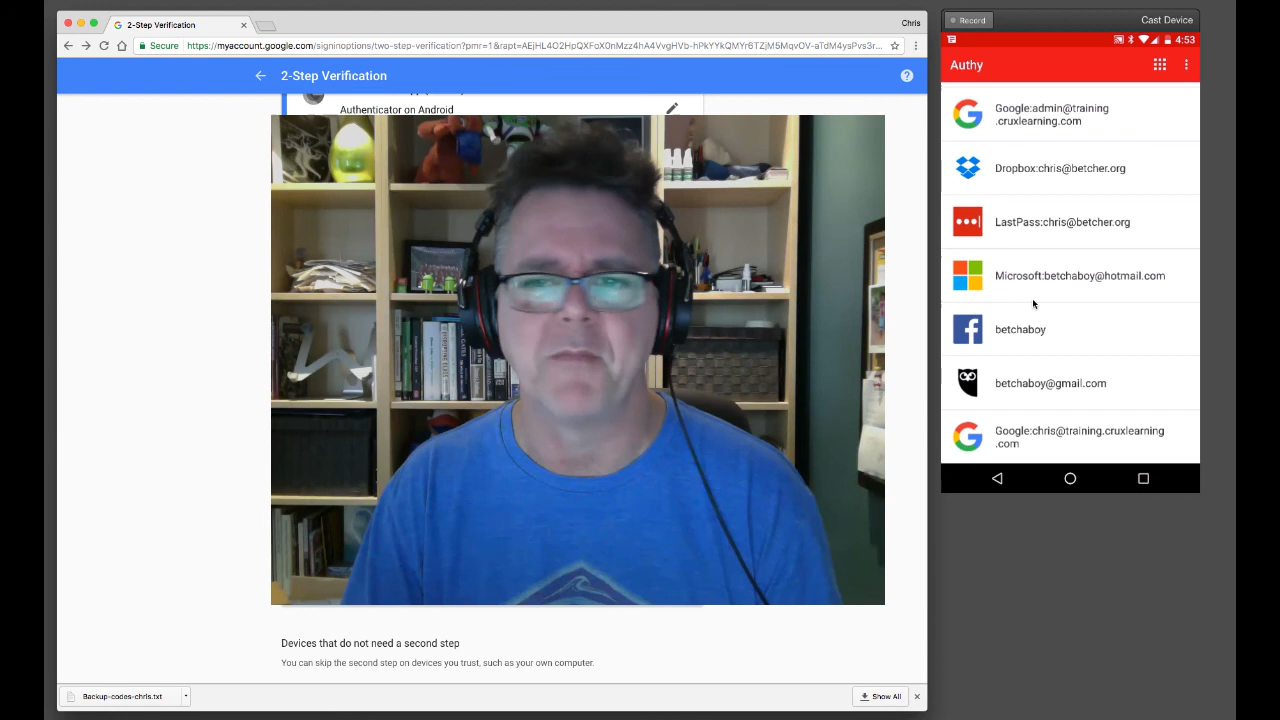 2-Step Verification
Chris
Secure
https://myaccount.google.com/signinoptions/two-step-verification?pmr=1&rapt=AEjHL4O2HpQXFoX0nMzz4hA4VvgHVb-hPkYYkQMYr6TZjM5MqvOV-aTdM4ysPvs3r...
2-Step Verification
Authenticator on Android
Devices that do not need a second step
You can skip the second step on devices you trust, such as your own computer.
Backup-codes-chris.txt
Show All
Record
Cast Device
4:53
Authy
Google:admin@training
.cruxlearning.com
Dropbox:chris@betcher.org
LastPass:chris@betcher.org
Microsoft:betchaboy@hotmail.com
betchaboy
betchaboy@gmail.com
Google:chris@training.cruxlearning
.com